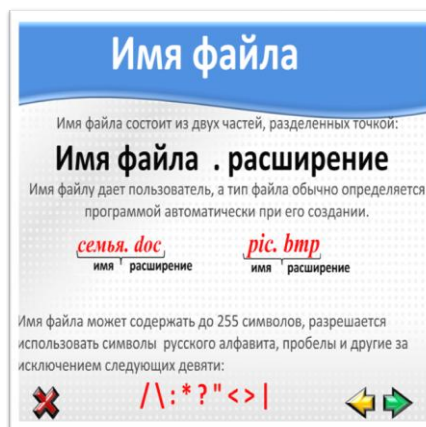 Имя файла
Имя файла состоит из двух частей, разделенных точкой:
Имя файла . расширение
Имя файлу дает пользователь, а тип файла обычно определяется
программой автоматически при его создании.
семья. doc pic. bmp
имя расширение имя расширение
Имя файла может содержать до 255 символов, разрешается
использовать символы русского алфавита, пробелы и другие за
исключением следующих девяти:
/ \ : * ? " < > |